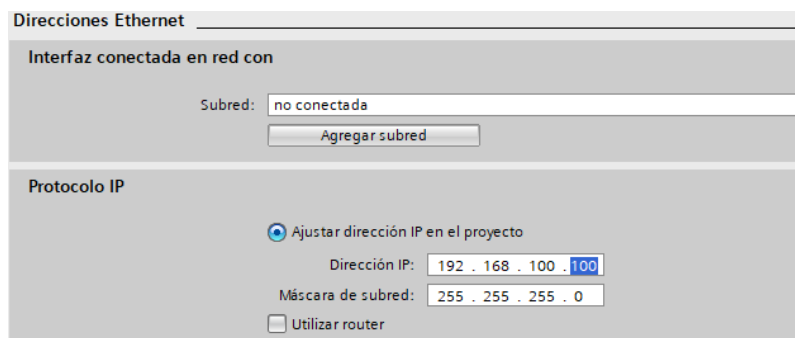 Direcciones Ethernet
Interfaz conectada en red con
Subred: no conectada
Agregar subred
Protocolo IP
Ajustar dirección IP en el proyecto
Dirección IP: 192 . 168 . 100 . 100
Máscara de subred: 255 . 255 . 255 . 0
Utilizar router